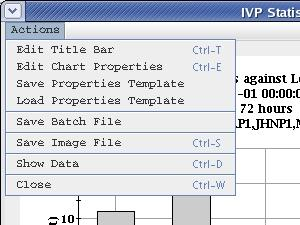 IVP Statis
Actions
Edit Title Bar Ctrl-T
Edit Chart Properties Ctrl-E
Save Properties Template
Load Properties Template
Save Batch File
Save Image File Ctrl-S
Show Data Ctrl-D
Close Ctrl-W
s against L
-01 00:00:0
72 hours
P1,JHNP1,M
10